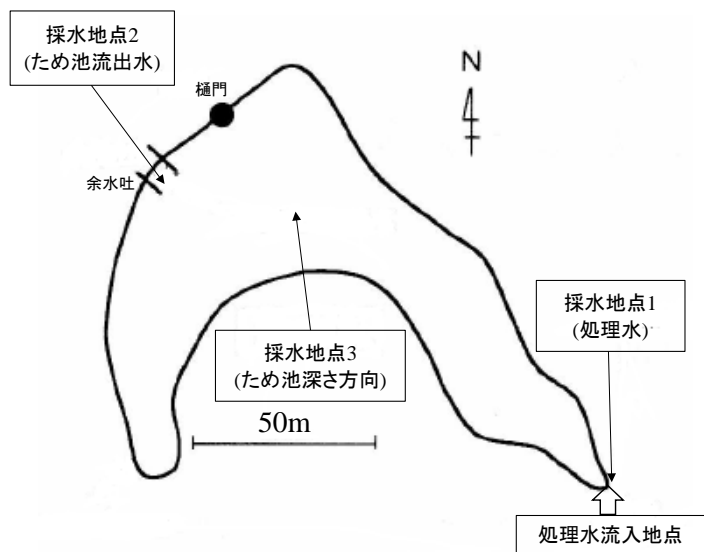 採水地点2
(ため池流出水)
樋門
N
余水吐
採水地点1
(処理水)
採水地点3
(ため池深さ方向)
50m
処理水流入地点